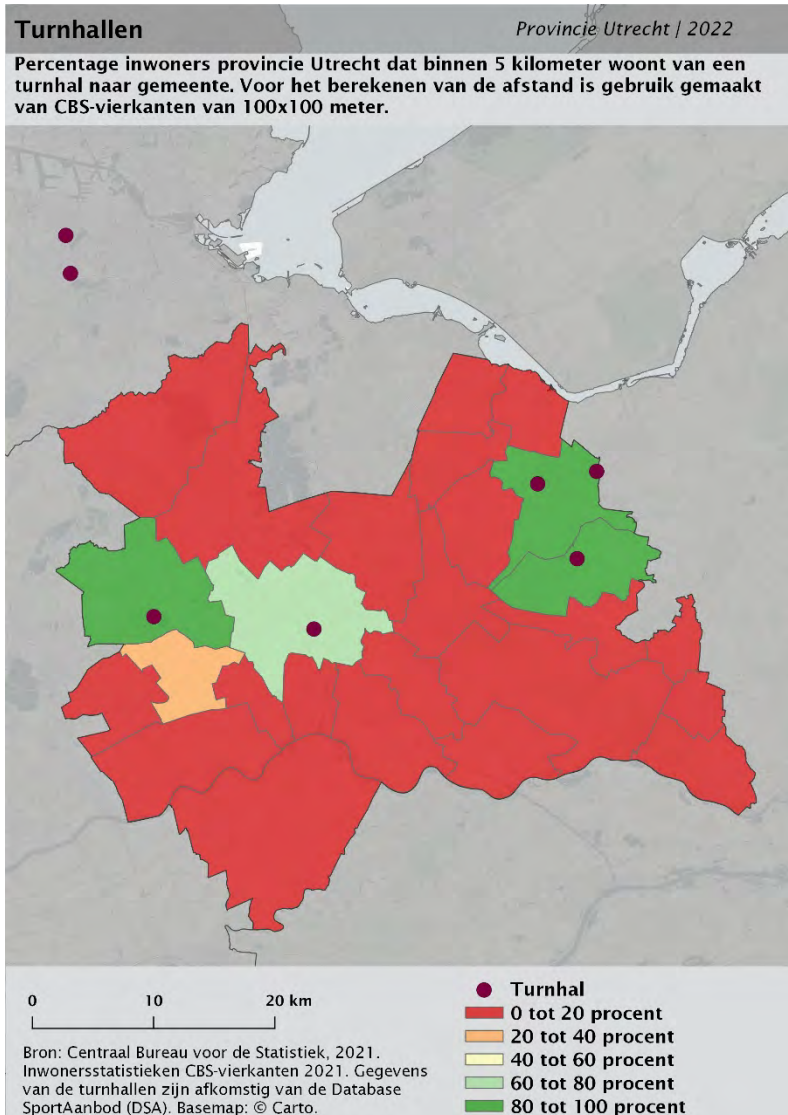 Turnhallen
Provincie Utrecht | 2022
Percentage inwoners provincie Utrecht dat binnen 5 kilometer woont van een
turnhal naar gemeente. Voor het berekenen van de afstand is gebruik gemaakt
van CBS-vierkanten van 100x100 meter.
0 10 20 km
Bron: Centraal Bureau voor de Statistiek, 2021.
Inwonersstatistieken CBS-vierkanten 2021. Gegevens
van de turnhallen zijn afkomstig van de Database
SportAanbod (DSA). Basemap: © Carto.
Turnhal
0 tot 20 procent
20 tot 40 procent
40 tot 60 procent
60 tot 80 procent
80 tot 100 procent